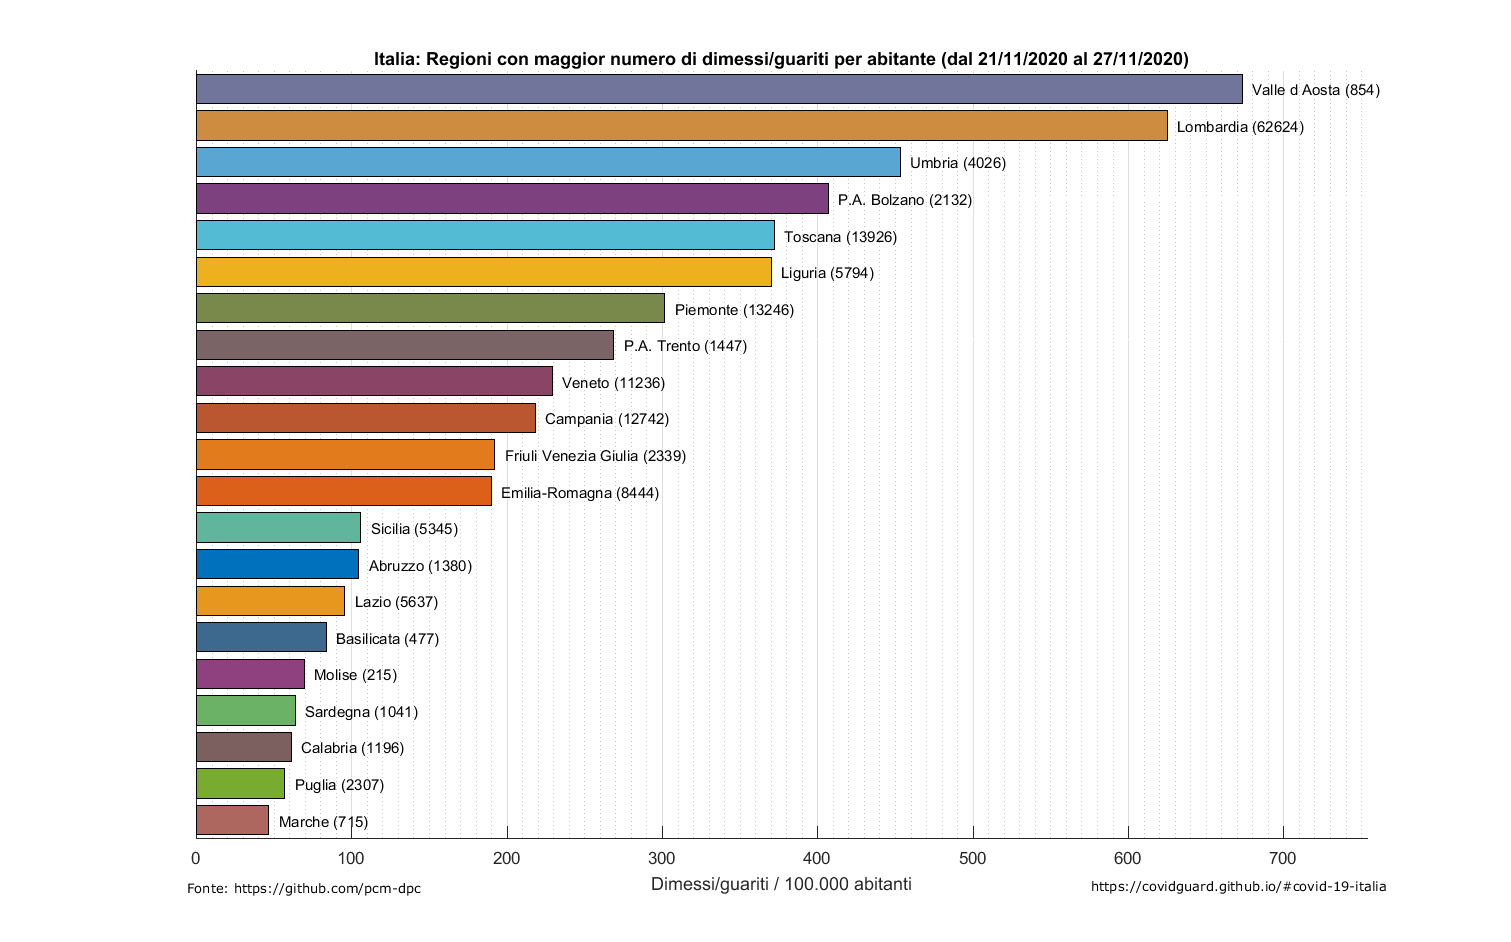 Italia: Regioni con maggior numero di dimessi/guariti per abitante (dal 21/11/2020 al 27/11/2020)
Valle d Aosta (854)
Lombardia (62624)
Umbria (4026)
P.A. Bolzano (2132)
Toscana (13926)
Liguria (5794)
Piemonte (13246)
P.A. Trento (1447)
Veneto (11236)
Campania (12742)
Friuli Venezia Giulia (2339)
Emilia-Romagna (8444)
Sicilia (5345)
Abruzzo (1380)
Lazio (5637)
Basilicata (477)
Molise (215)
Sardegna (1041)
Calabria (1196)
Puglia (2307)
Marche (715)
0 100 200 300 400 500 600 700
Dimessi/guariti / 100.000 abitanti
Fonte: https://github.com/pcm-dpc
https://covidguard.github.io/#covid-19-italia